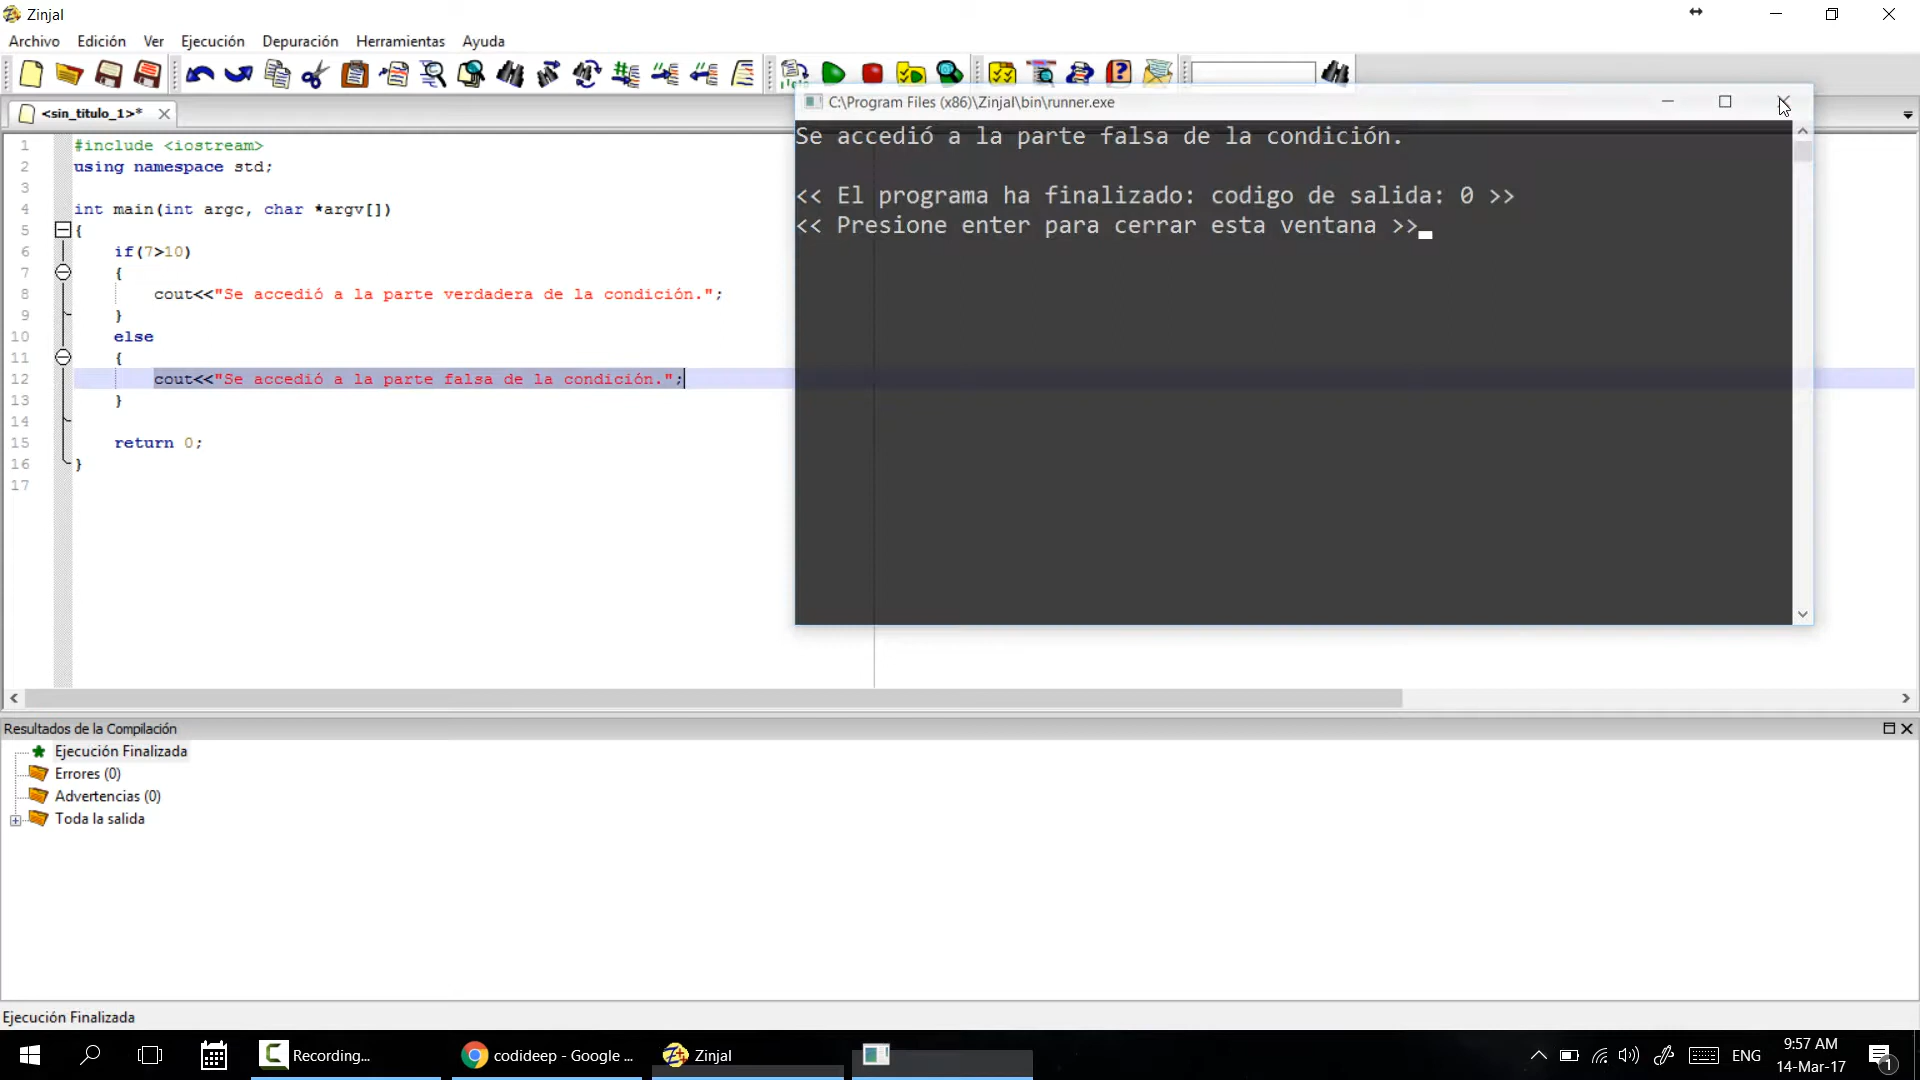 Zinjal
Archivo Edición Ver Ejecución Depuración Herramientas Ayuda
<sin_titulo_1>*
C:\Program Files (x86)\Zinjal\bin\runner.exe
1 #include <iostream>
2 using namespace std;
3
4 int main(int argc, char *argv[])
5 {
6 if(7>10)
7 {
8 cout<<"Se accedió a la parte verdadera de la condición.";
9 }
10 else
11 {
12 cout<<"Se accedió a la parte falsa de la condición.";
13 }
14
15 return 0;
16 }
17
Se accedió a la parte falsa de la condición.
<< El programa ha finalizado: codigo de salida: 0 >>
<< Presione enter para cerrar esta ventana >>
Resultados de la Compilación
Ejecución Finalizada
Errores (0)
Advertencias (0)
Toda la salida
Ejecución Finalizada
Recording...
codideep - Google ...
Zinjal
ENG
9:57 AM
14-Mar-17
1